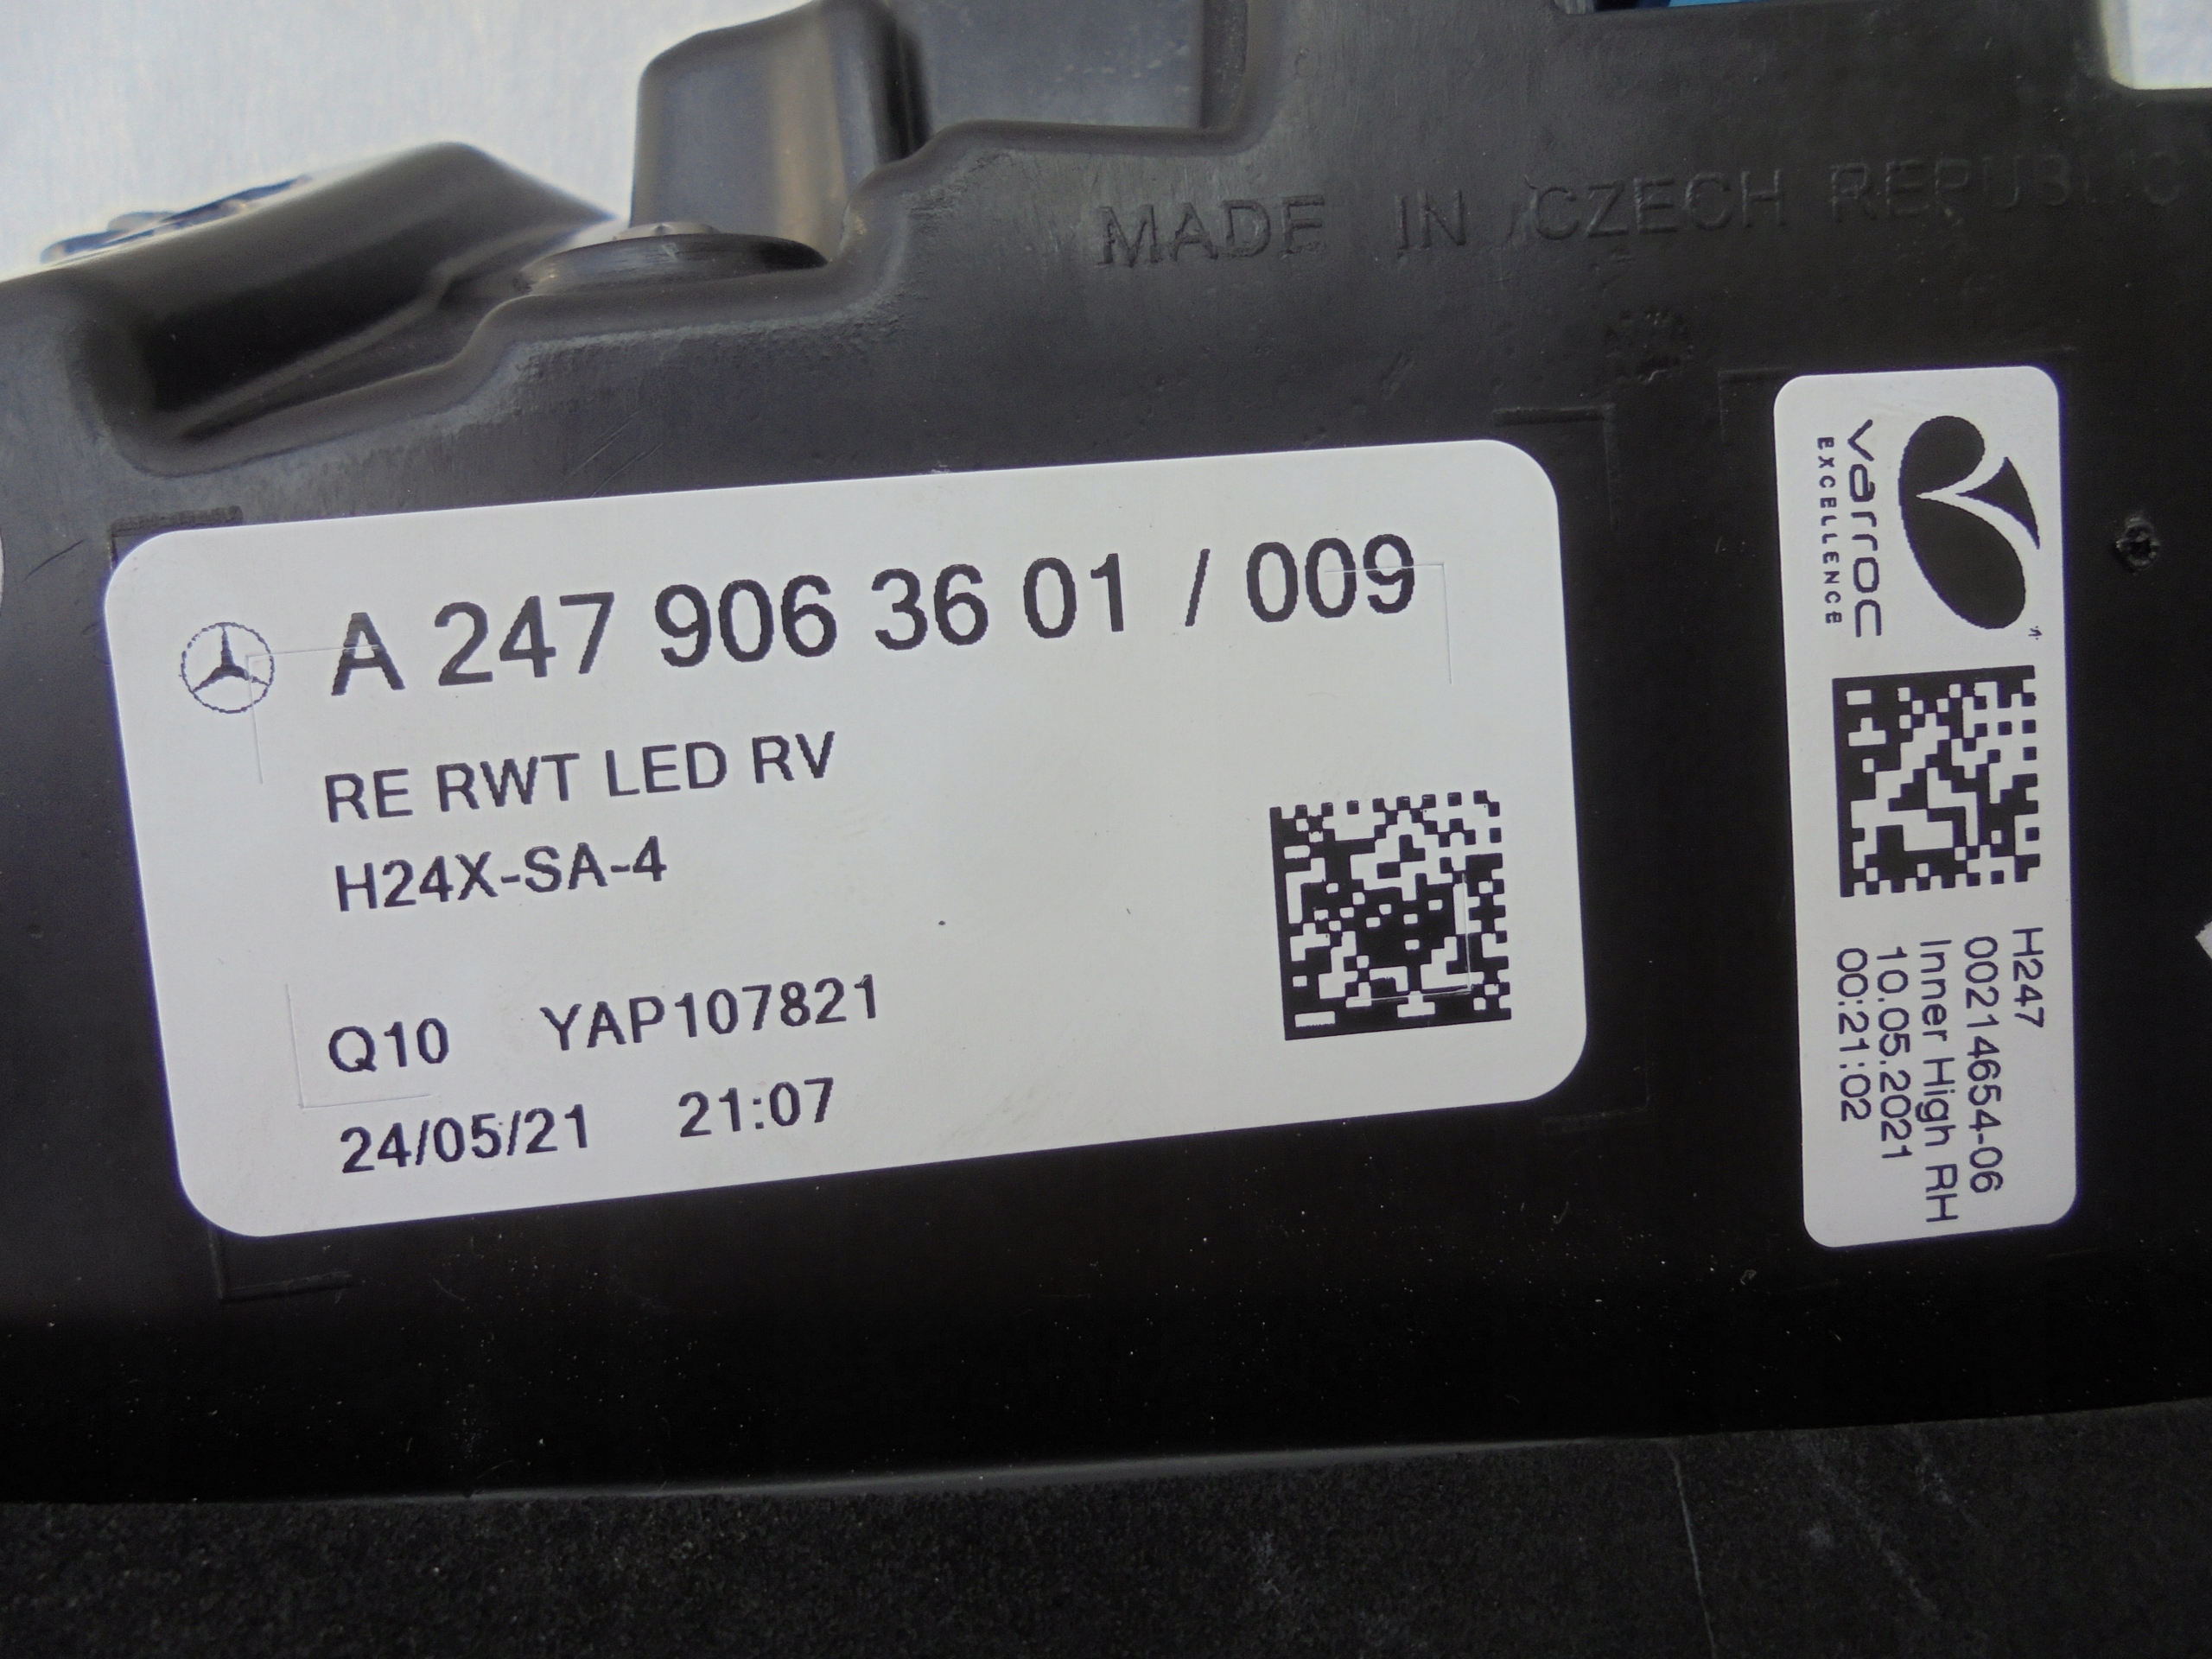 MADE IN CZECH REPUBLIC
A 247 906 36 01 / 009
RE RWT LED RV
H24X-SA-4
Q10 YAP107821
24/05/21 21:07
varroc
EXCELLENCE
H247
00214654-06
Inner High RH
10.05.2021
00:21:02